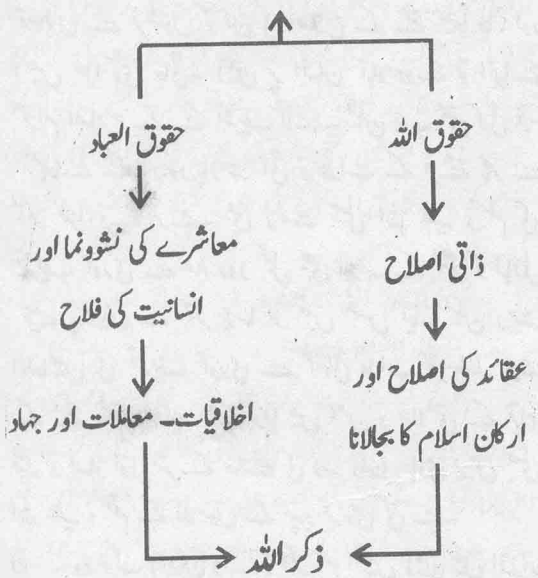 حقوق اللہ
ذاتی اصلاح
عقائد کی اصلاح اور
ارکان اسلام کا بجالانا
حقوق العباد
معاشرے کی نشوونما اور
انسانیت کی فلاح
اخلاقیات۔ معاملات اور جہاد
ذکر اللہ